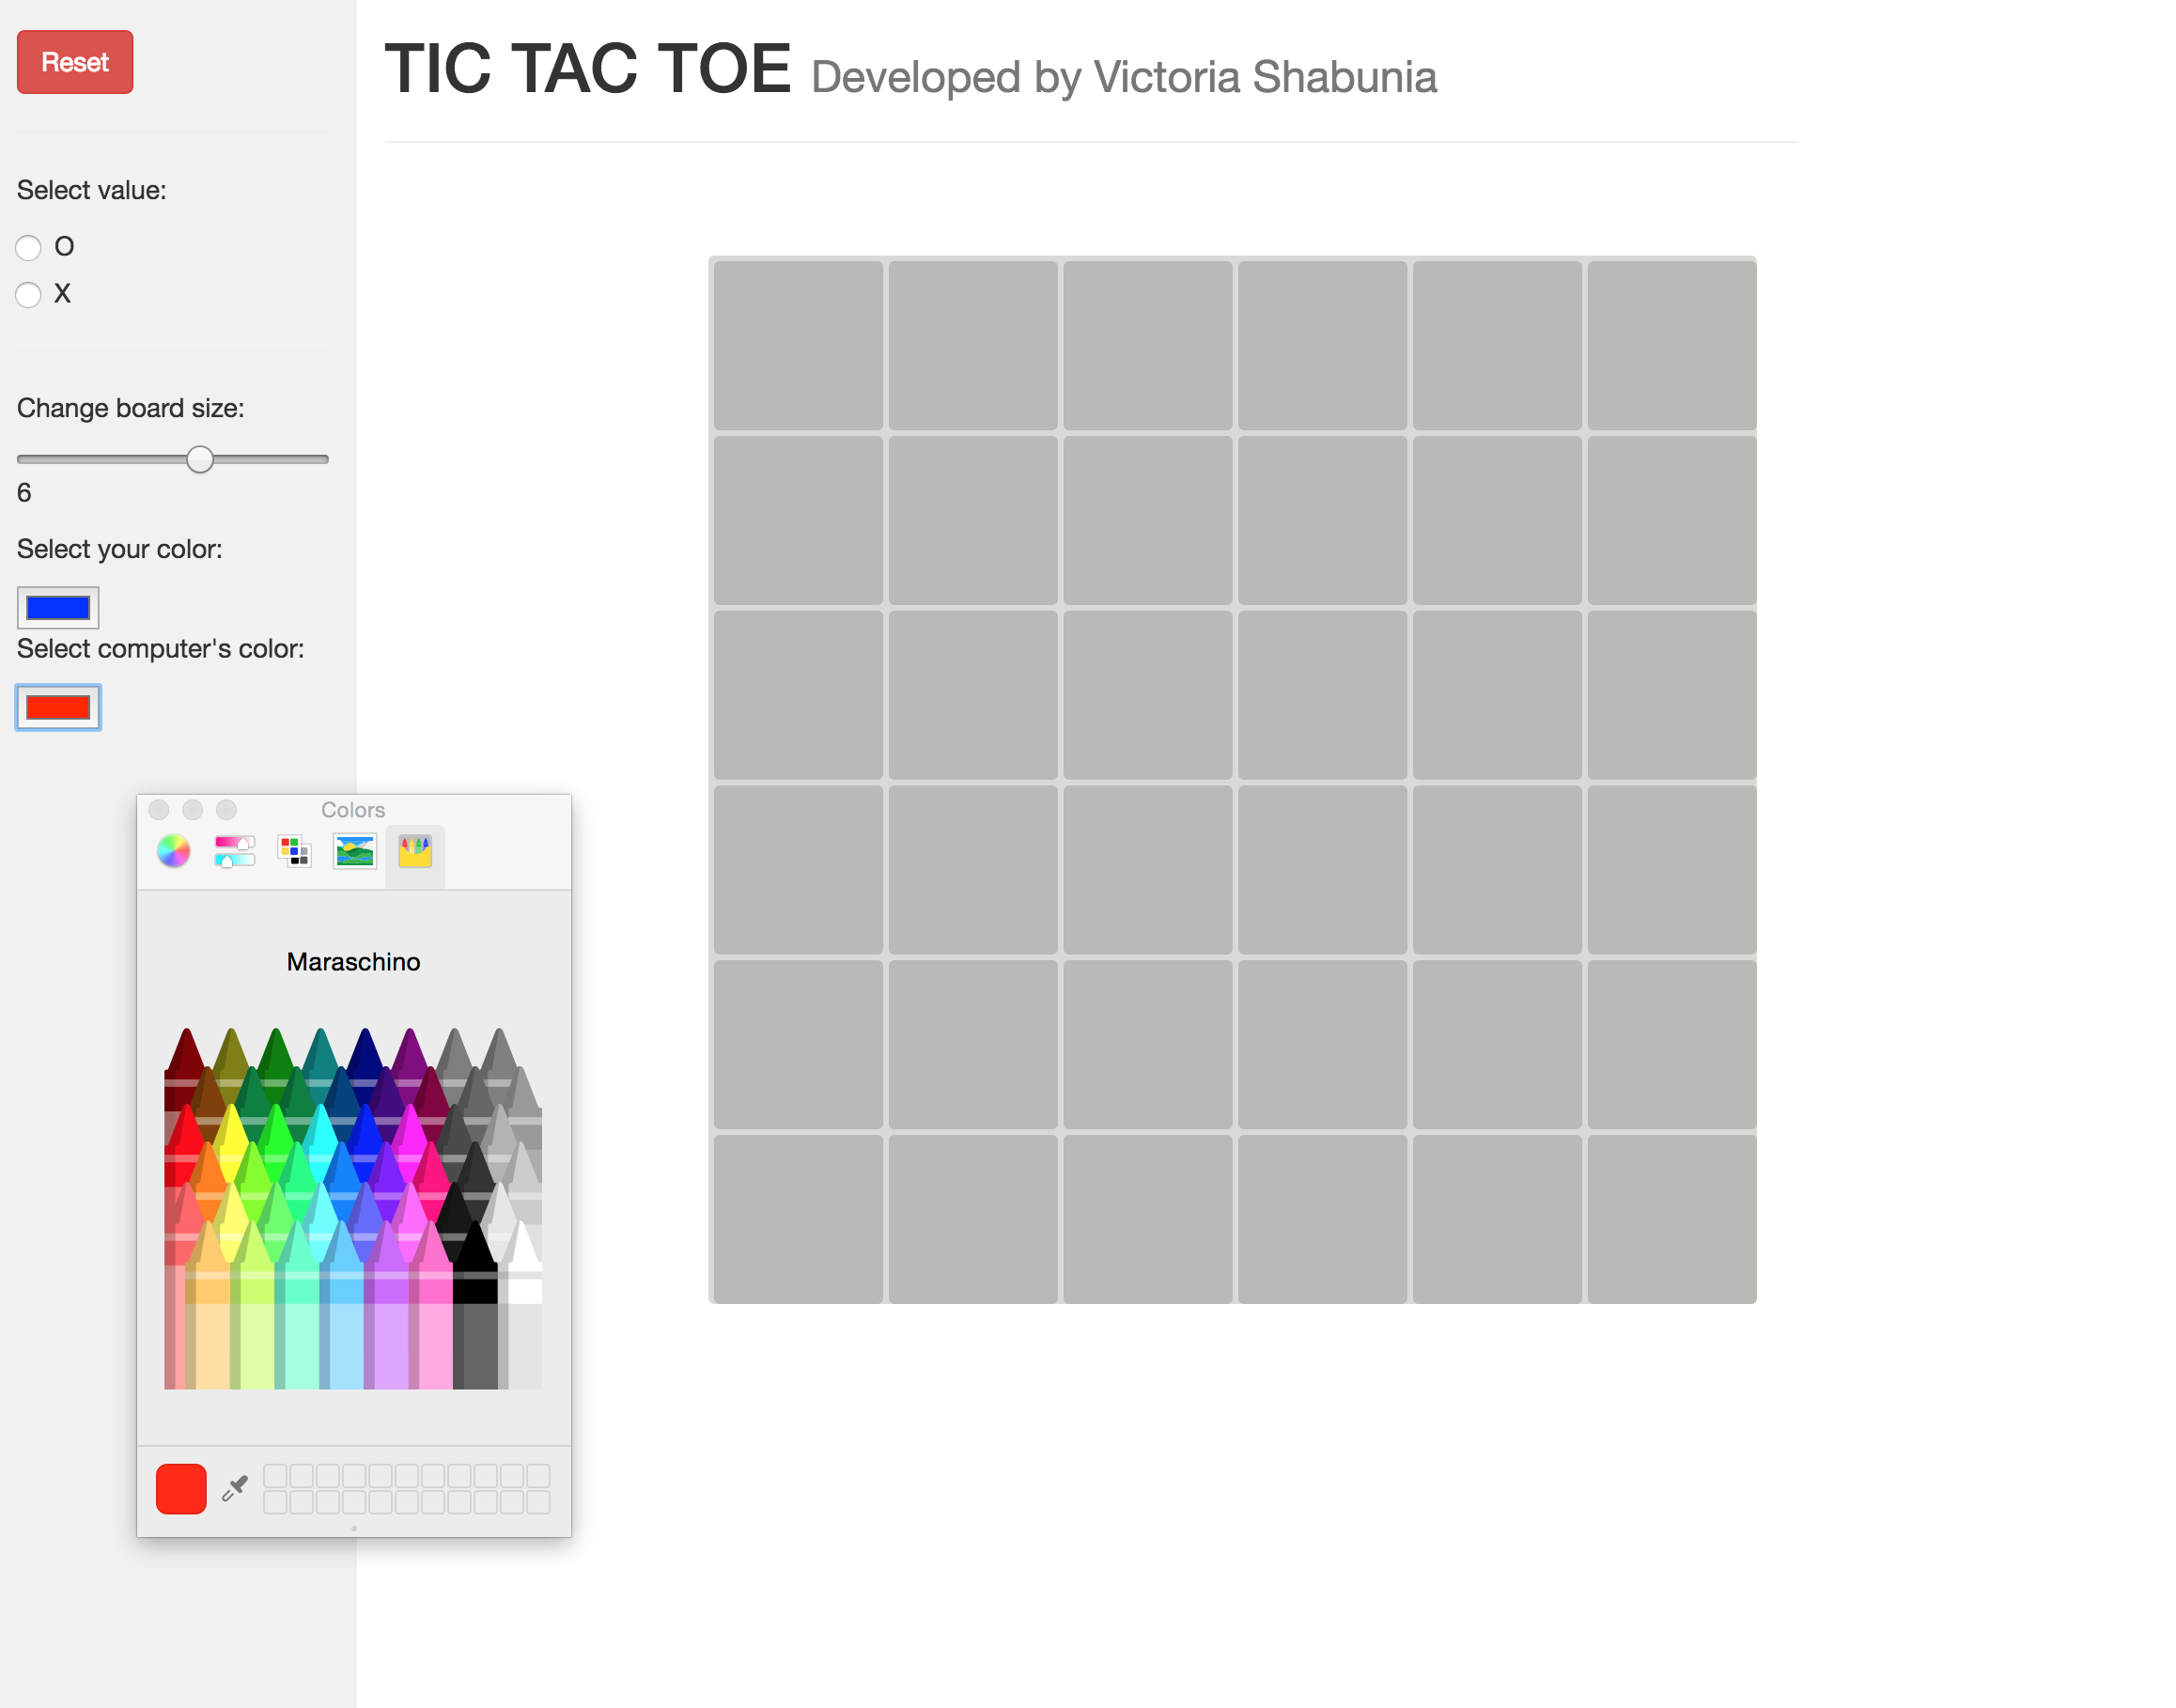 Reset
TIC TAC TOE Developed by Victoria Shabunia
Select value:
O
X
Change board size:
6
Select your color:
Select computer's color:
Colors
Maraschino